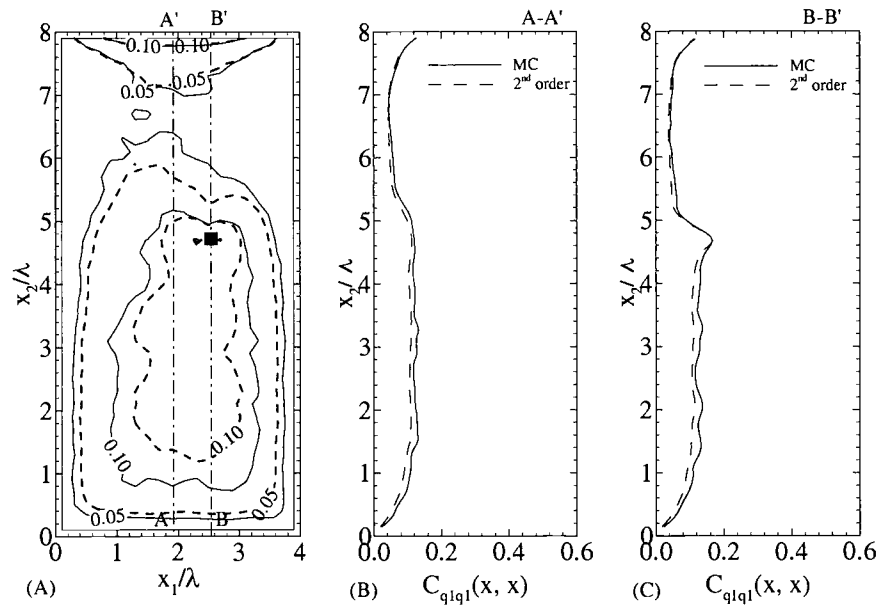 A' B'
A-A'
B-B'
8
7
6
5
4
3
2
1
0
x₂/λ
0.10 0.10
0.05 0.05
0.10
0.10
0.05
0.05
A B
0 1 2 3 4
x₁/λ
(A)
8
7
6
5
4
3
2
1
0
x₂/λ
MC
2nd order
0.0 0.2 0.4 0.6
C_q1q1(x, x)
(B)
8
7
6
5
4
3
2
1
0
x₂/λ
MC
2nd order
0.0 0.2 0.4 0.6
C_q1q1(x, x)
(C)